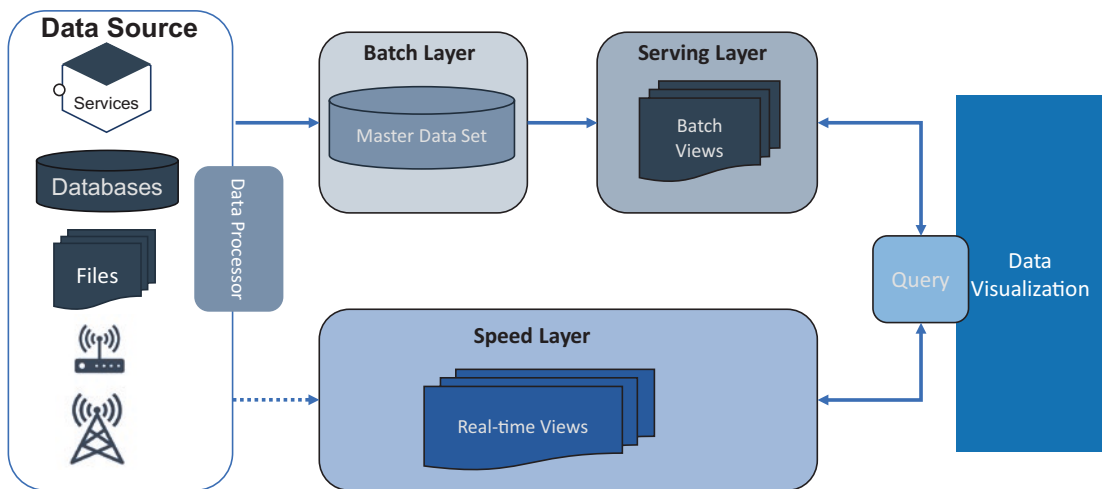 Data Source
Services
Databases
Files
Data Processor
Batch Layer
Master Data Set
Serving Layer
Batch
Views
Speed Layer
Real-time Views
Query
Data
Visualization